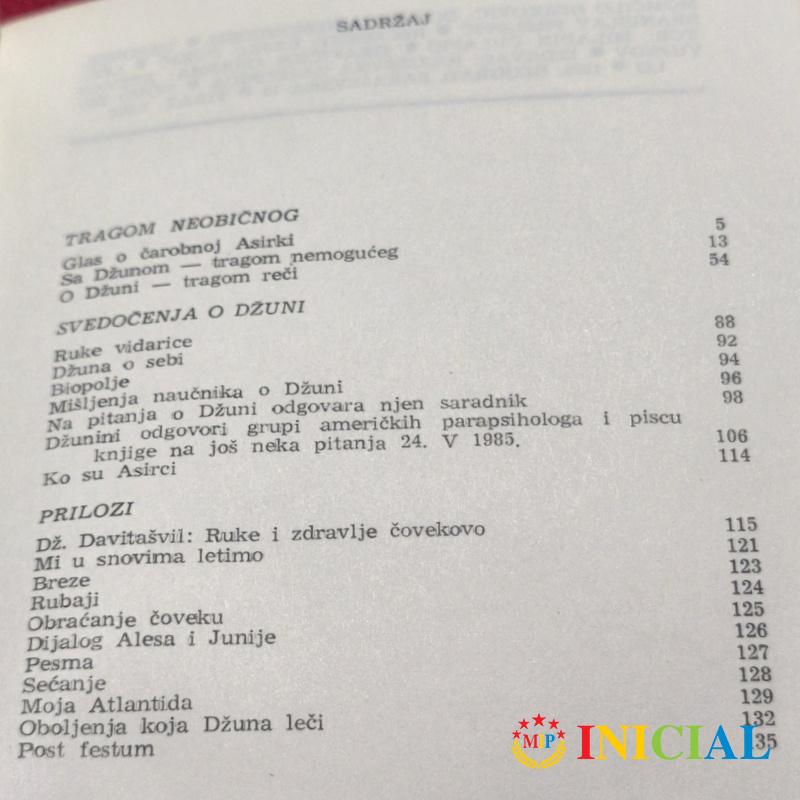 SADRŽAJ
TRAGOM NEOBIČNOG
Glas o čarobnoj Asirki 5
Sa Džunom — tragom nemogućeg 13
O Džuni — tragom reči 54
SVEDOČENJA O DŽUNI
Ruke vidarice 88
Džuna o sebi 92
Biopolje 94
Mišljenja naučnika o Džuni 96
Na pitanja o Džuni odgovara njen saradnik 98
Džunini odgovori grupi američkih parapsihologa i piscu
knjige na još neka pitanja 24. V 1985. 106
Ko su Asirci 114
PRILOZI
Dž. Davitašvil: Ruke i zdravlje čovekovo 115
Mi u snovima letimo 121
Breze 123
Rubaji 124
Obraćanje čoveku 125
Dijalog Alesa i Junije 126
Pesma 127
Sećanje 128
Moja Atlantida 129
Oboljenja koja Džuna leči 132
Post festum 135
MIP INICIAL